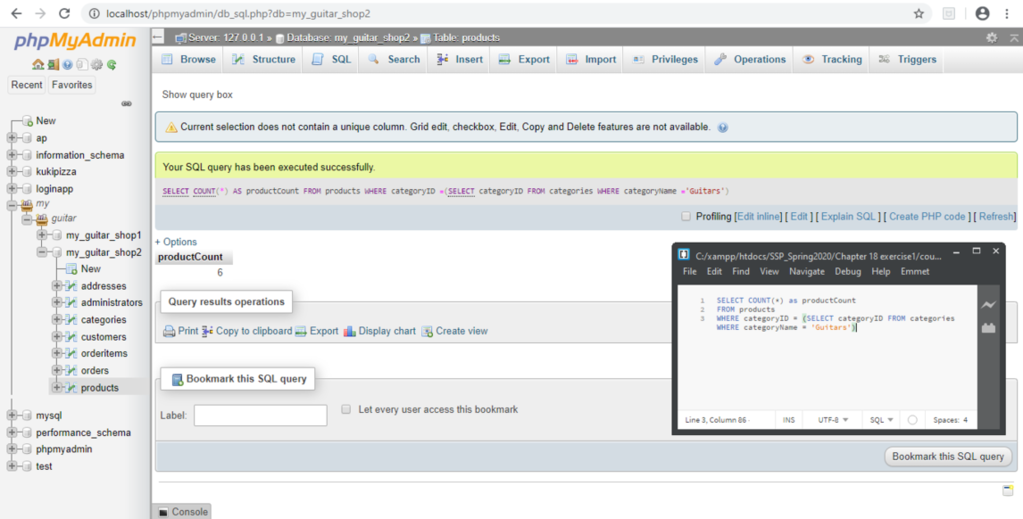 localhost/phpmyadmin/db_sql.php?db=my_guitar_shop2
phpMyAdmin
Recent Favorites
New
ap
information_schema
kukipizza
loginapp
my
guitar
my_guitar_shop1
my_guitar_shop2
New
addresses
administrators
categories
customers
orderitems
orders
products
mysql
performance_schema
phpmyadmin
test
Server: 127.0.0.1 » Database: my_guitar_shop2 » Table: products
Browse Structure SQL Search Insert Export Import Privileges Operations Tracking Triggers
Show query box
Current selection does not contain a unique column. Grid edit, checkbox, Edit, Copy and Delete features are not available.
Your SQL query has been executed successfully.
SELECT COUNT(*) AS productCount FROM products WHERE categoryID =(SELECT categoryID FROM categories WHERE categoryName ='Guitars')
Profiling [Edit inline] [ Edit ] [ Explain SQL ] [ Create PHP code ] [ Refresh]
+ Options
productCount
6
Query results operations
Print Copy to clipboard Export Display chart Create view
Bookmark this SQL query
Label: Let every user access this bookmark
Bookmark this SQL query
Console
C:/xampp/htdocs/SSP_Spring2020/Chapter 18 exercise1/cou...
File Edit Find View Navigate Debug Help Emmet
1 SELECT COUNT(*) as productCount
2 FROM products
3 WHERE categoryID = (SELECT categoryID FROM categories
WHERE categoryName = 'Guitars')
Line 3, Column 86 INS UTF-8 SQL Spaces: 4